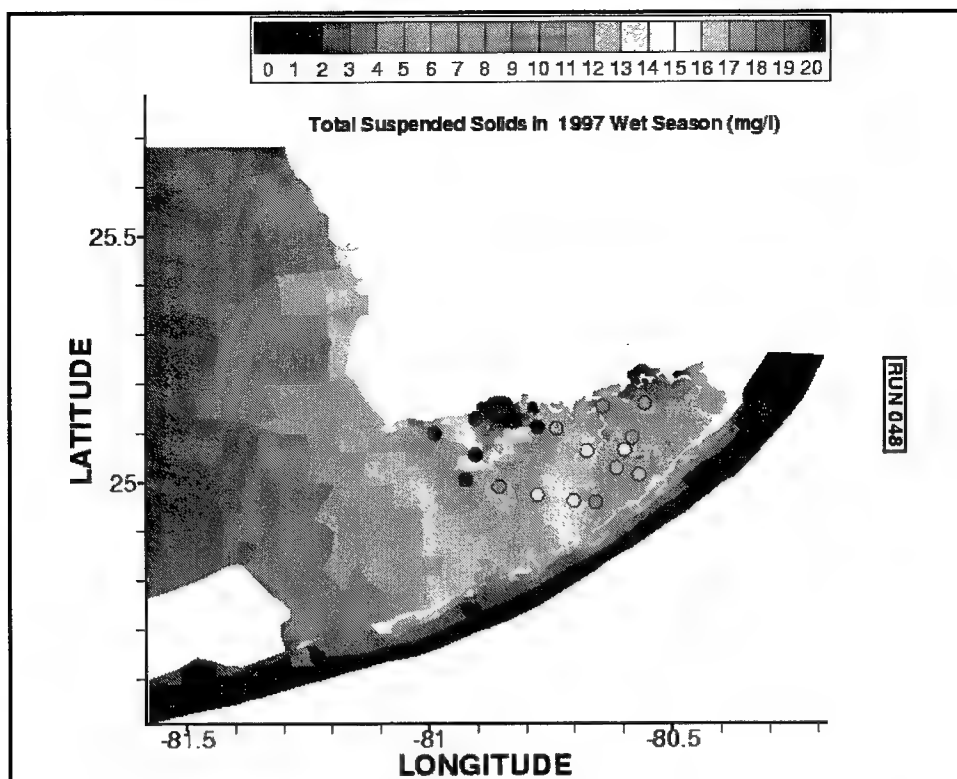 0 1 2 3 4 5 6 7 8 9 10 11 12 13 14 15 16 17 18 19 20
Total Suspended Solids in 1997 Wet Season (mg/l)
25.5
LATITUDE
25
RUN 048
-81.5 -81 -80.5
LONGITUDE